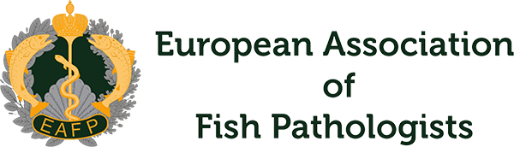 EAFP
European Association
of
Fish Pathologists